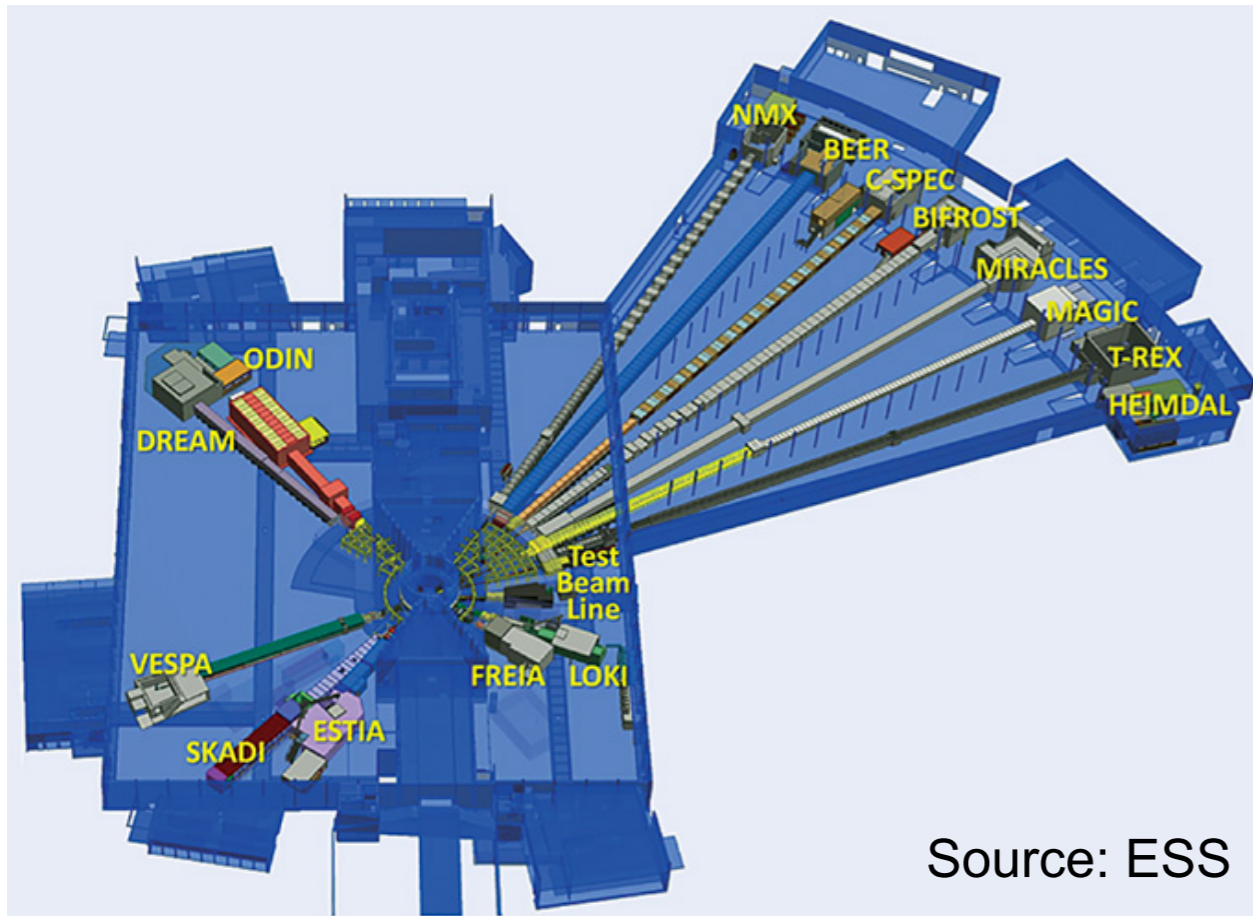 NMX
BEER
C-SPEC
BIFROST
MIRACLES
MAGIC
T-REX
HEIMDAL
ODIN
DREAM
Test
Beam
Line
VESPA
FREIA
LOKI
ESTIA
SKADI
Source: ESS